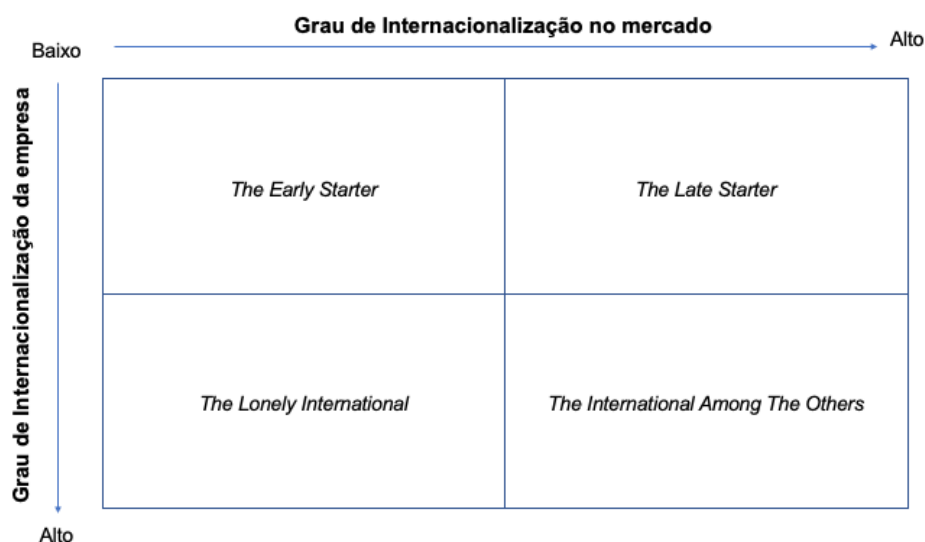 Grau de Internacionalização no mercado
Baixo
Alto
Grau de Internacionalização da empresa
The Early Starter
The Late Starter
The Lonely International
The International Among The Others
Alto